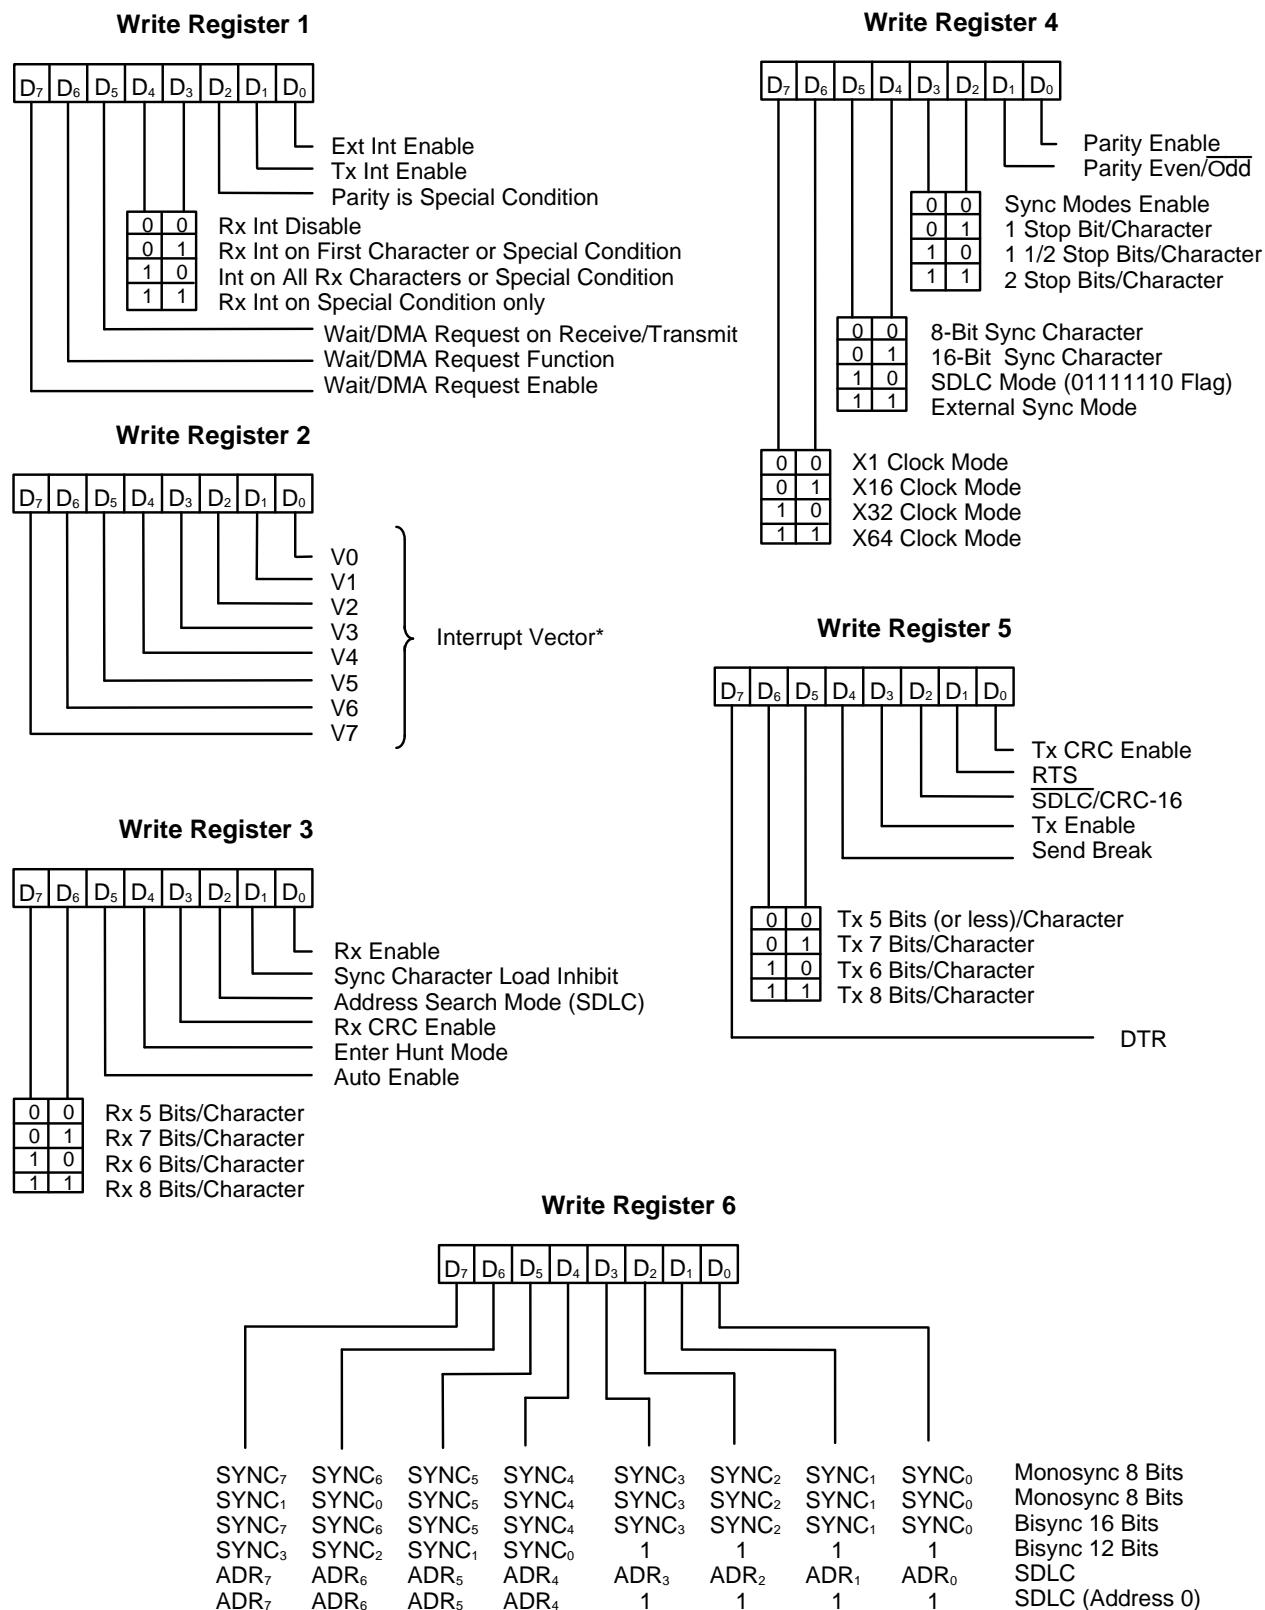 Write Register 1
D₇ D₆ D₅ D₄ D₃ D₂ D₁ D₀
Ext Int Enable
Tx Int Enable
Parity is Special Condition
0 0 Rx Int Disable
0 1 Rx Int on First Character or Special Condition
1 0 Int on All Rx Characters or Special Condition
1 1 Rx Int on Special Condition only
Wait/DMA Request on Receive/Transmit
Wait/DMA Request Function
Wait/DMA Request Enable
Write Register 2
D₇ D₆ D₅ D₄ D₃ D₂ D₁ D₀
V0
V1
V2
V3
V4
V5
V6
V7
Interrupt Vector*
Write Register 3
D₇ D₆ D₅ D₄ D₃ D₂ D₁ D₀
Rx Enable
Sync Character Load Inhibit
Address Search Mode (SDLC)
Rx CRC Enable
Enter Hunt Mode
Auto Enable
0 0 Rx 5 Bits/Character
0 1 Rx 7 Bits/Character
1 0 Rx 6 Bits/Character
1 1 Rx 8 Bits/Character
Write Register 4
D₇ D₆ D₅ D₄ D₃ D₂ D₁ D₀
Parity Enable
Parity Even/O̅d̅d̅
0 0 Sync Modes Enable
0 1 1 Stop Bit/Character
1 0 1 1/2 Stop Bits/Character
1 1 2 Stop Bits/Character
0 0 8-Bit Sync Character
0 1 16-Bit Sync Character
1 0 SDLC Mode (01111110 Flag)
1 1 External Sync Mode
0 0 X1 Clock Mode
0 1 X16 Clock Mode
1 0 X32 Clock Mode
1 1 X64 Clock Mode
Write Register 5
D₇ D₆ D₅ D₄ D₃ D₂ D₁ D₀
Tx CRC Enable
RTS
S̅D̅L̅C̅/CRC-16
Tx Enable
Send Break
0 0 Tx 5 Bits (or less)/Character
0 1 Tx 7 Bits/Character
1 0 Tx 6 Bits/Character
1 1 Tx 8 Bits/Character
DTR
Write Register 6
D₇ D₆ D₅ D₄ D₃ D₂ D₁ D₀
SYNC₇ SYNC₆ SYNC₅ SYNC₄ SYNC₃ SYNC₂ SYNC₁ SYNC₀ Monosync 8 Bits
SYNC₁ SYNC₀ SYNC₅ SYNC₄ SYNC₃ SYNC₂ SYNC₁ SYNC₀ Monosync 8 Bits
SYNC₇ SYNC₆ SYNC₅ SYNC₄ SYNC₃ SYNC₂ SYNC₁ SYNC₀ Bisync 16 Bits
SYNC₃ SYNC₂ SYNC₁ SYNC₀ 1 1 1 1 Bisync 12 Bits
ADR₇ ADR₆ ADR₅ ADR₄ ADR₃ ADR₂ ADR₁ ADR₀ SDLC
ADR₇ ADR₆ ADR₅ ADR₄ 1 1 1 1 SDLC (Address 0)